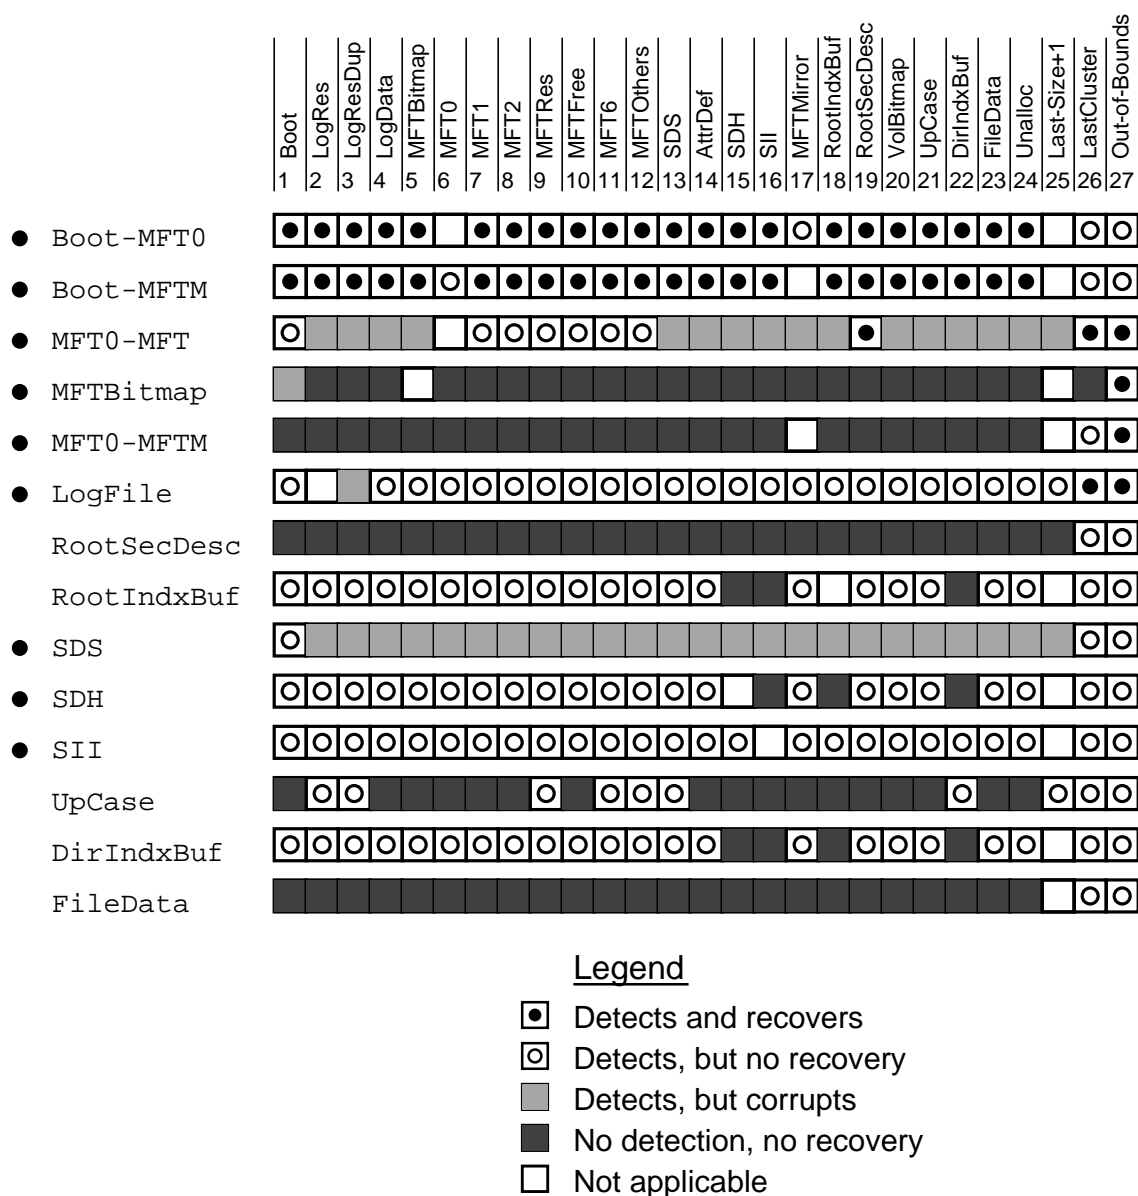 Boot
LogRes
LogResDup
LogData
MFTBitmap
MFT0
MFT1
MFT2
MFTRes
MFTFree
MFT6
MFTOthers
SDS
AttrDef
SDH
SII
MFTMirror
RootIndxBuf
RootSecDesc
VolBitmap
UpCase
DirIndxBuf
FileData
Unalloc
Last-Size+1
LastCluster
Out-of-Bounds
1 2 3 4 5 6 7 8 9 10 11 12 13 14 15 16 17 18 19 20 21 22 23 24 25 26 27
● Boot-MFT0
● Boot-MFTM
● MFT0-MFT
● MFTBitmap
● MFT0-MFTM
● LogFile
RootSecDesc
RootIndxBuf
● SDS
● SDH
● SII
UpCase
DirIndxBuf
FileData
Legend
Detects and recovers
Detects, but no recovery
Detects, but corrupts
No detection, no recovery
Not applicable